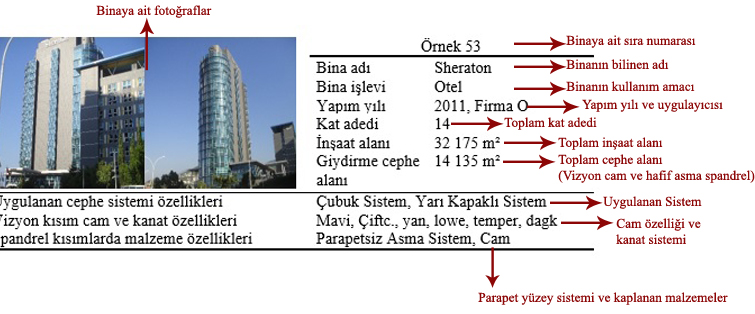 Binaya ait fotoğraflar
Örnek 53
Binaya ait sıra numarası
Bina adı Sheraton
Binanın bilinen adı
Bina işlevi Otel
Binanın kullanım amacı
Yapım yılı 2011, Firma O
Yapım yılı ve uygulayıcısı
Kat adedi 14
Toplam kat adedi
İnşaat alanı 32 175 m²
Toplam inşaat alanı
Giydirme cephe 14 135 m²
alanı
Toplam cephe alanı
(Vizyon cam ve hafif asma spandrel)
Uygulanan cephe sistemi özellikleri Çubuk Sistem, Yarı Kapaklı Sistem
Uygulanan Sistem
Vizyon kısım cam ve kanat özellikleri Mavi, Çiftc., yan, lowe, temper, dagk
Cam özelliği ve
kanat sistemi
pandrel kısımlarda malzeme özellikleri Parapetsiz Asma Sistem, Cam
Parapet yüzey sistemi ve kaplanan malzemeler